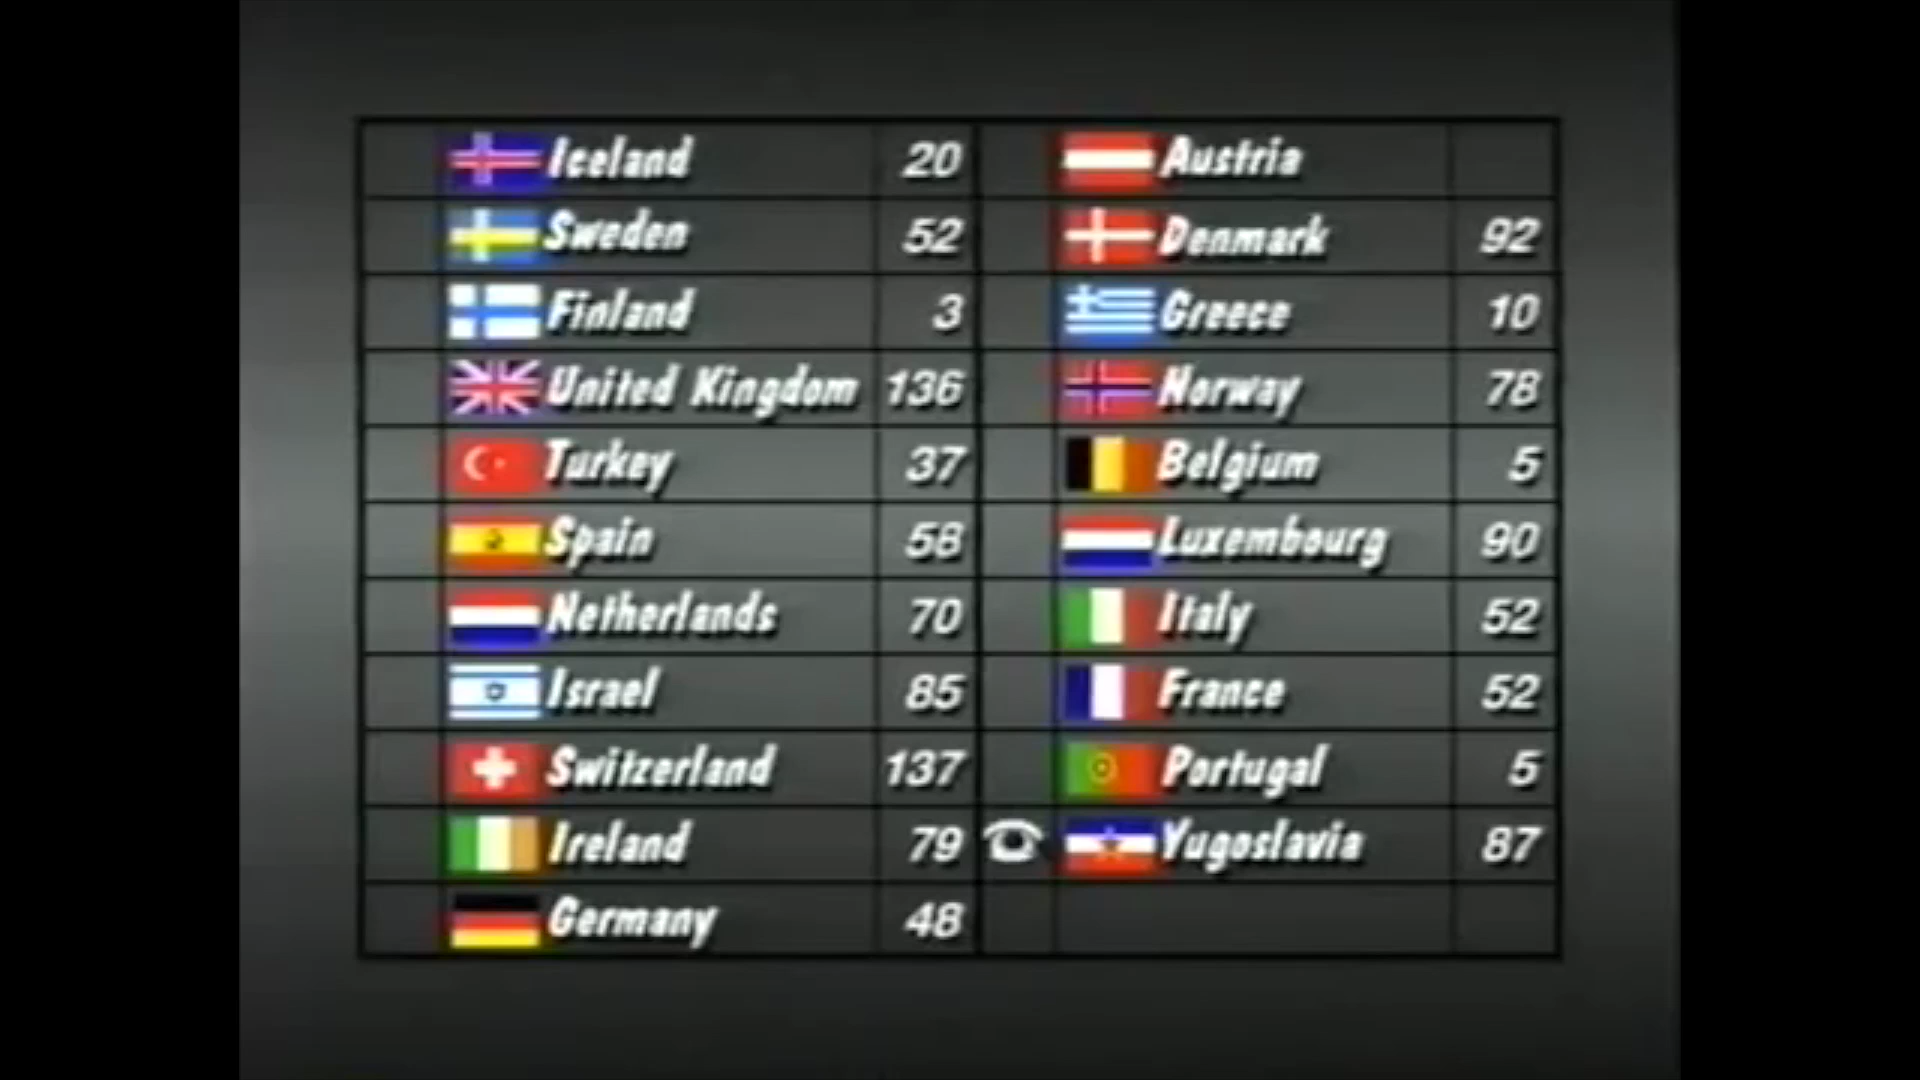 Iceland 20
Sweden 52
Finland 3
United Kingdom 136
Turkey 37
Spain 58
Netherlands 70
Israel 85
Switzerland 137
Ireland 79
Germany 48
Austria
Denmark 92
Greece 10
Norway 78
Belgium 5
Luxembourg 90
Italy 52
France 52
Portugal 5
Yugoslavia 87